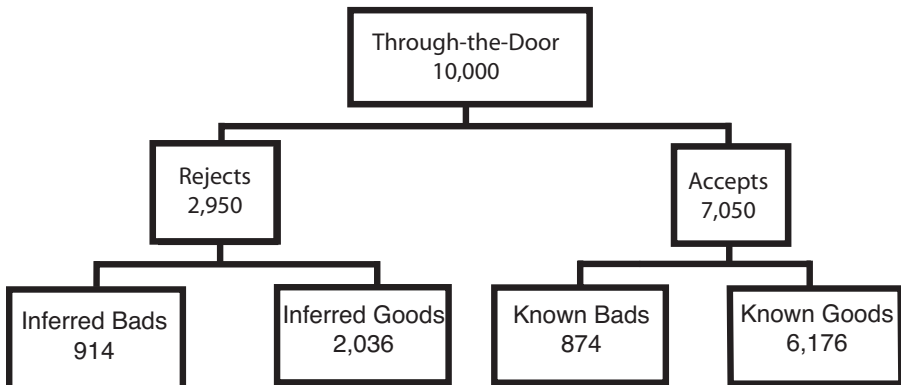 Through-the-Door
10,000
Rejects
2,950
Accepts
7,050
Inferred Bads
914
Inferred Goods
2,036
Known Bads
874
Known Goods
6,176